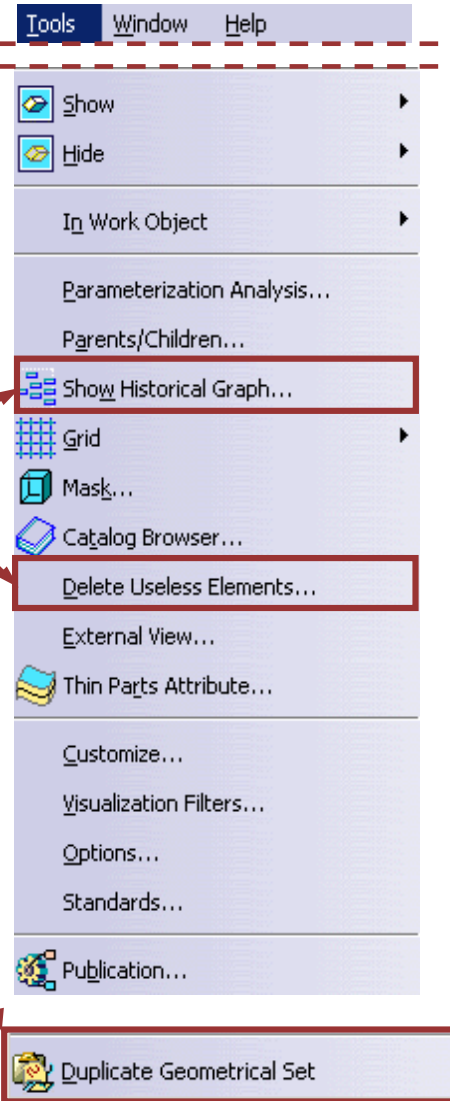 Tools Window Help
Show
Hide
In Work Object
Parameterization Analysis...
Parents/Children...
Show Historical Graph...
Grid
Mask...
Catalog Browser...
Delete Useless Elements...
External View...
Thin Parts Attribute...
Customize...
Visualization Filters...
Options...
Standards...
Publication...
Duplicate Geometrical Set